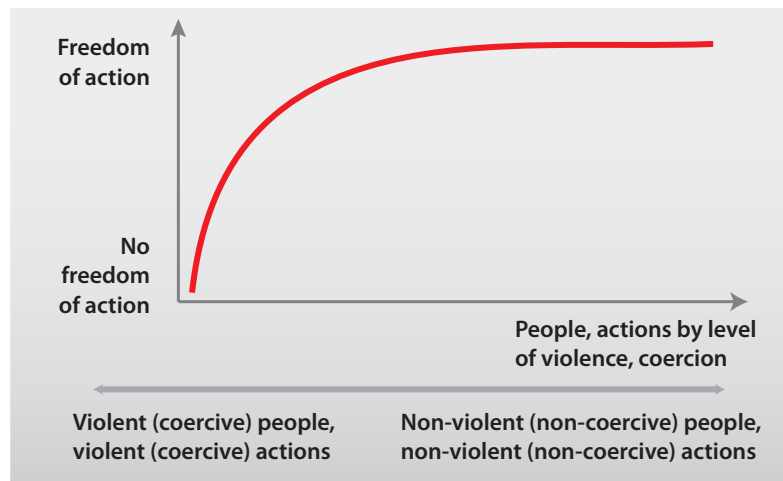 Freedom
of action
No
freedom
of action
People, actions by level
of violence, coercion
Violent (coercive) people,
violent (coercive) actions
Non-violent (non-coercive) people,
non-violent (non-coercive) actions